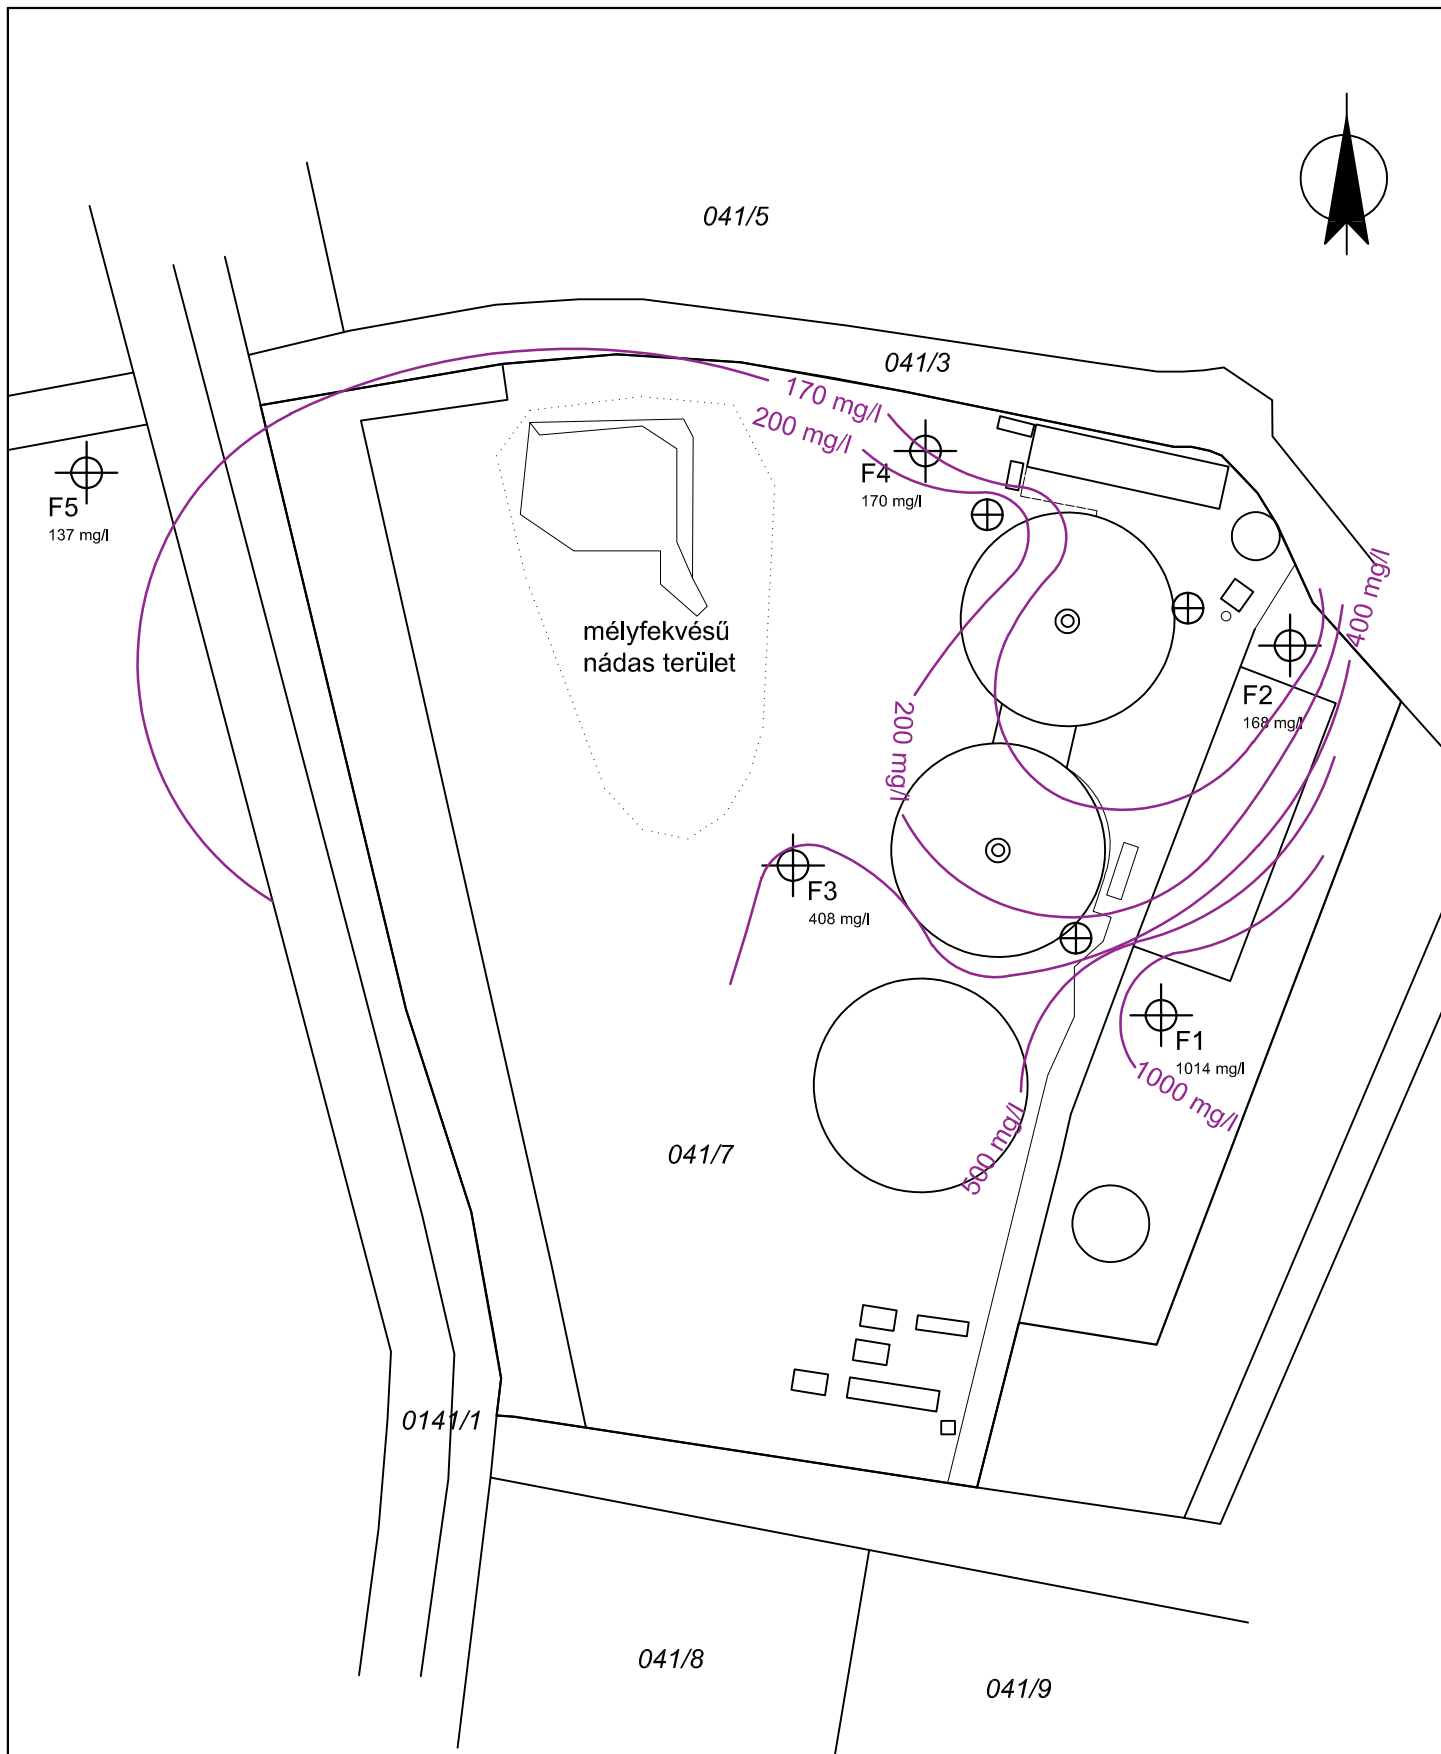 041/5
041/3
170 mg/l
200 mg/l
F4
170 mg/l
F5
137 mg/l
400 mg/l
mélyfekvésű
nádas terület
F2
168 mg/l
200 mg/l
F3
408 mg/l
F1
1014 mg/l
1000 mg/l
500 mg/l
041/7
0141/1
041/8
041/9